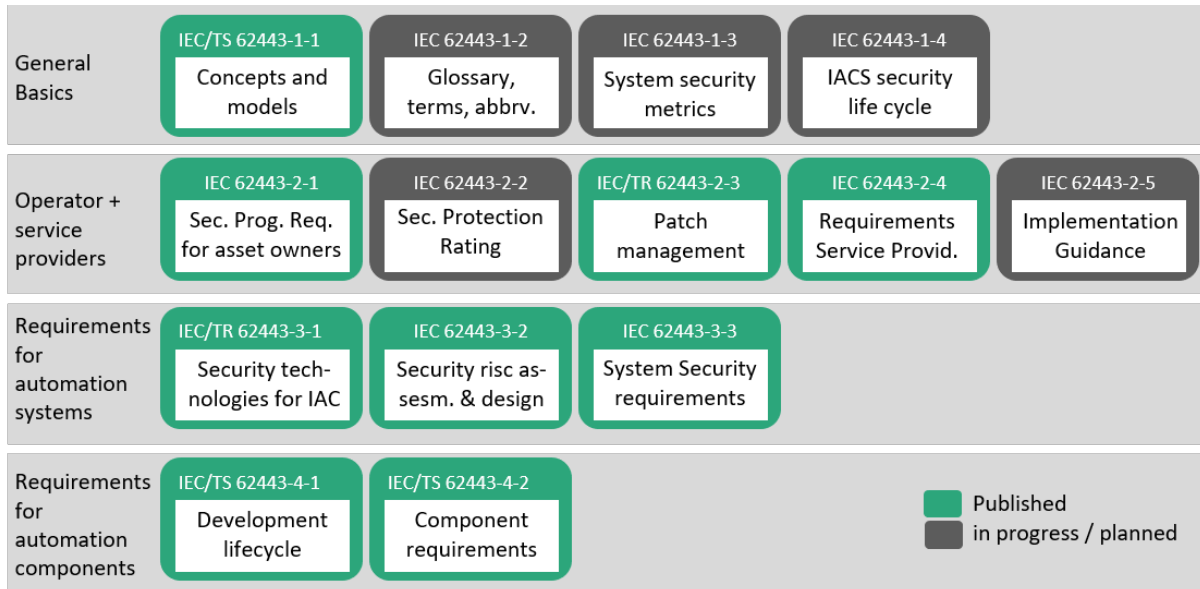 General
Basics
IEC/TS 62443-1-1
Concepts and
models
IEC 62443-1-2
Glossary,
terms, abbrv.
IEC 62443-1-3
System security
metrics
IEC 62443-1-4
IACS security
life cycle
Operator +
service
providers
IEC 62443-2-1
Sec. Prog. Req.
for asset owners
IEC 62443-2-2
Sec. Protection
Rating
IEC/TR 62443-2-3
Patch
management
IEC 62443-2-4
Requirements
Service Provid.
IEC 62443-2-5
Implementation
Guidance
Requirements
for
automation
systems
IEC/TR 62443-3-1
Security tech-
nologies for IAC
IEC 62443-3-2
Security risc as-
sesm. & design
IEC 62443-3-3
System Security
requirements
Requirements
for
automation
components
IEC/TS 62443-4-1
Development
lifecycle
IEC/TS 62443-4-2
Component
requirements
Published
in progress / planned